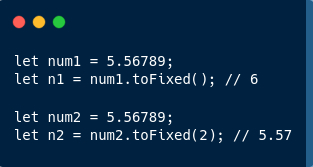 let num1 = 5.56789;
let n1 = num1.toFixed(); // 6
let num2 = 5.56789;
let n2 = num2.toFixed(2); // 5.57